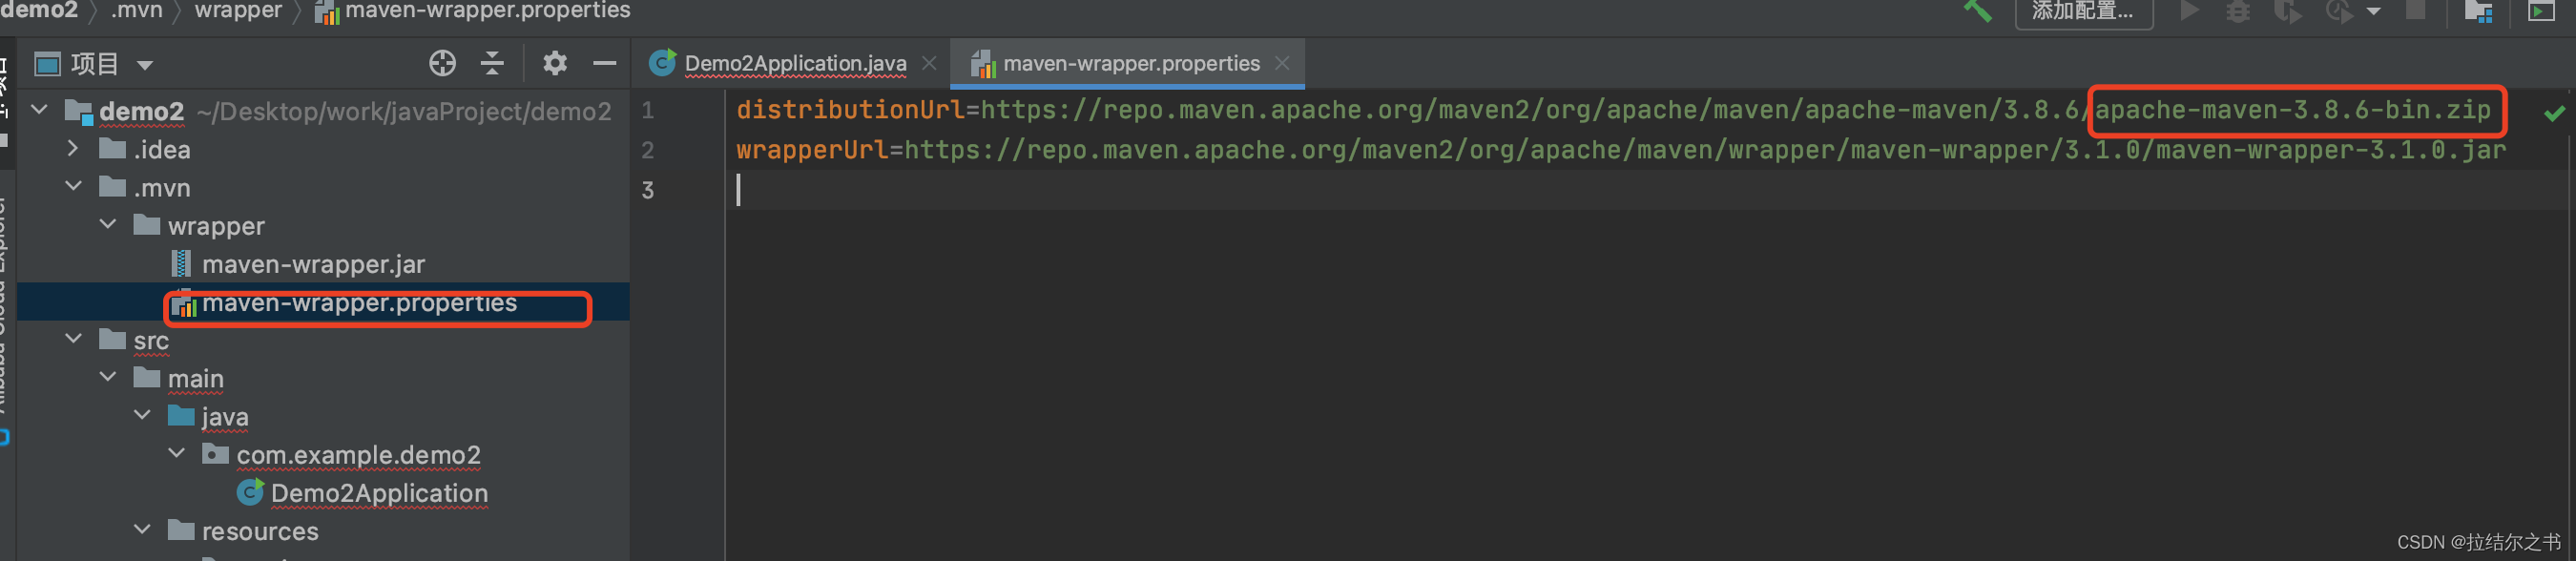 demo2 〉 .mvn 〉 wrapper 〉 maven-wrapper.properties
添加配置...
项目
Demo2Application.java
maven-wrapper.properties
demo2 ~/Desktop/work/javaProject/demo2
.idea
.mvn
wrapper
maven-wrapper.jar
maven-wrapper.properties
src
main
java
com.example.demo2
Demo2Application
resources
1 distributionUrl=https://repo.maven.apache.org/maven2/org/apache/maven/apache-maven/3.8.6/apache-maven-3.8.6-bin.zip
2 wrapperUrl=https://repo.maven.apache.org/maven2/org/apache/maven/wrapper/maven-wrapper/3.1.0/maven-wrapper-3.1.0.jar
3
CSDN @拉结尔之书